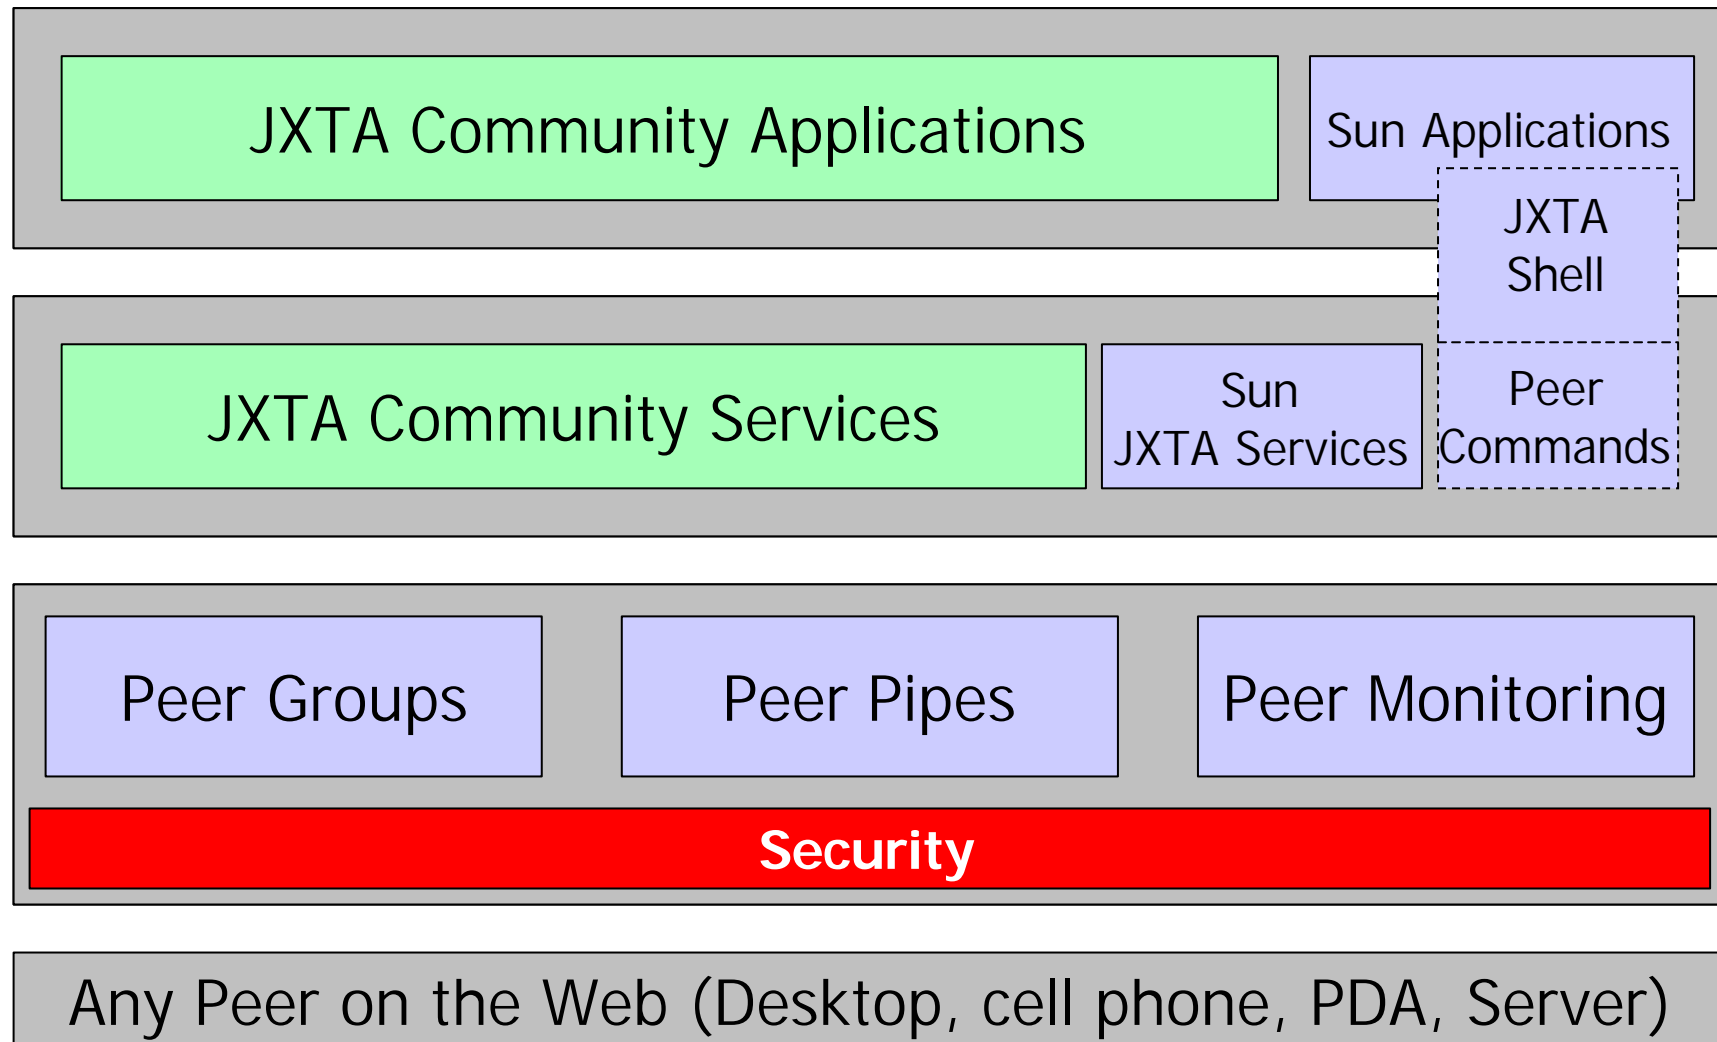 JXTA Community Applications
Sun Applications
JXTA
Shell
JXTA Community Services
Sun
JXTA Services
Peer
Commands
Peer Groups
Peer Pipes
Peer Monitoring
Security
Any Peer on the Web (Desktop, cell phone, PDA, Server)